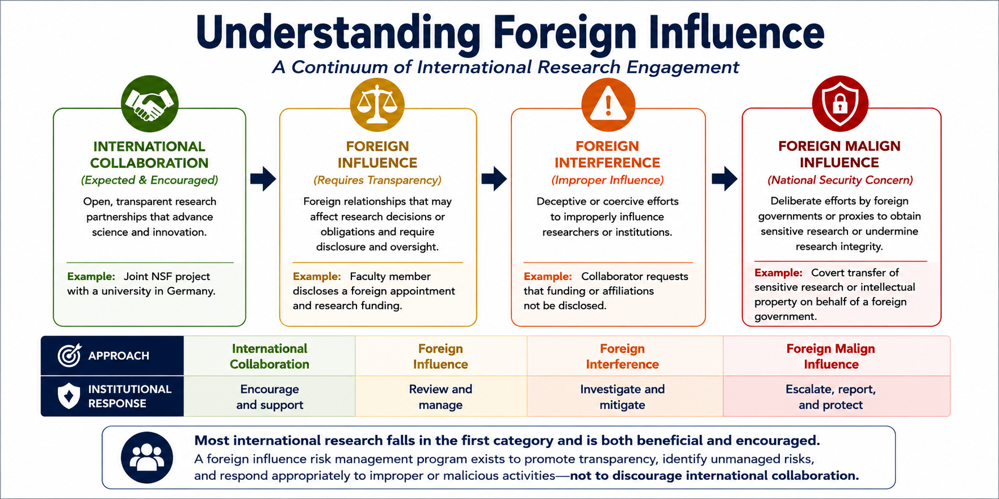 Understanding Foreign Influence
A Continuum of International Research Engagement
INTERNATIONAL
COLLABORATION
(Expected & Encouraged)
Open, transparent research
partnerships that advance
science and innovation.
Example: Joint NSF project
with a university in Germany.
FOREIGN
INFLUENCE
(Requires Transparency)
Foreign relationships that may
affect research decisions or
obligations and require
disclosure and oversight.
Example: Faculty member
discloses a foreign appointment
and research funding.
FOREIGN
INTERFERENCE
(Improper Influence)
Deceptive or coercive efforts
to improperly influence
researchers or institutions.
Example: Collaborator requests
that funding or affiliations
not be disclosed.
FOREIGN MALIGN
INFLUENCE
(National Security Concern)
Deliberate efforts by foreign
governments or proxies to obtain
sensitive research or undermine
research integrity.
Example: Covert transfer of
sensitive research or intellectual
property on behalf of a foreign
government.
APPROACH
International
Collaboration
Foreign
Influence
Foreign
Interference
Foreign Malign
Influence
INSTITUTIONAL
RESPONSE
Encourage
and support
Review and
manage
Investigate and
mitigate
Escalate, report,
and protect
Most international research falls in the first category and is both beneficial and encouraged.
A foreign influence risk management program exists to promote transparency, identify unmanaged risks,
and respond appropriately to improper or malicious activities—not to discourage international collaboration.